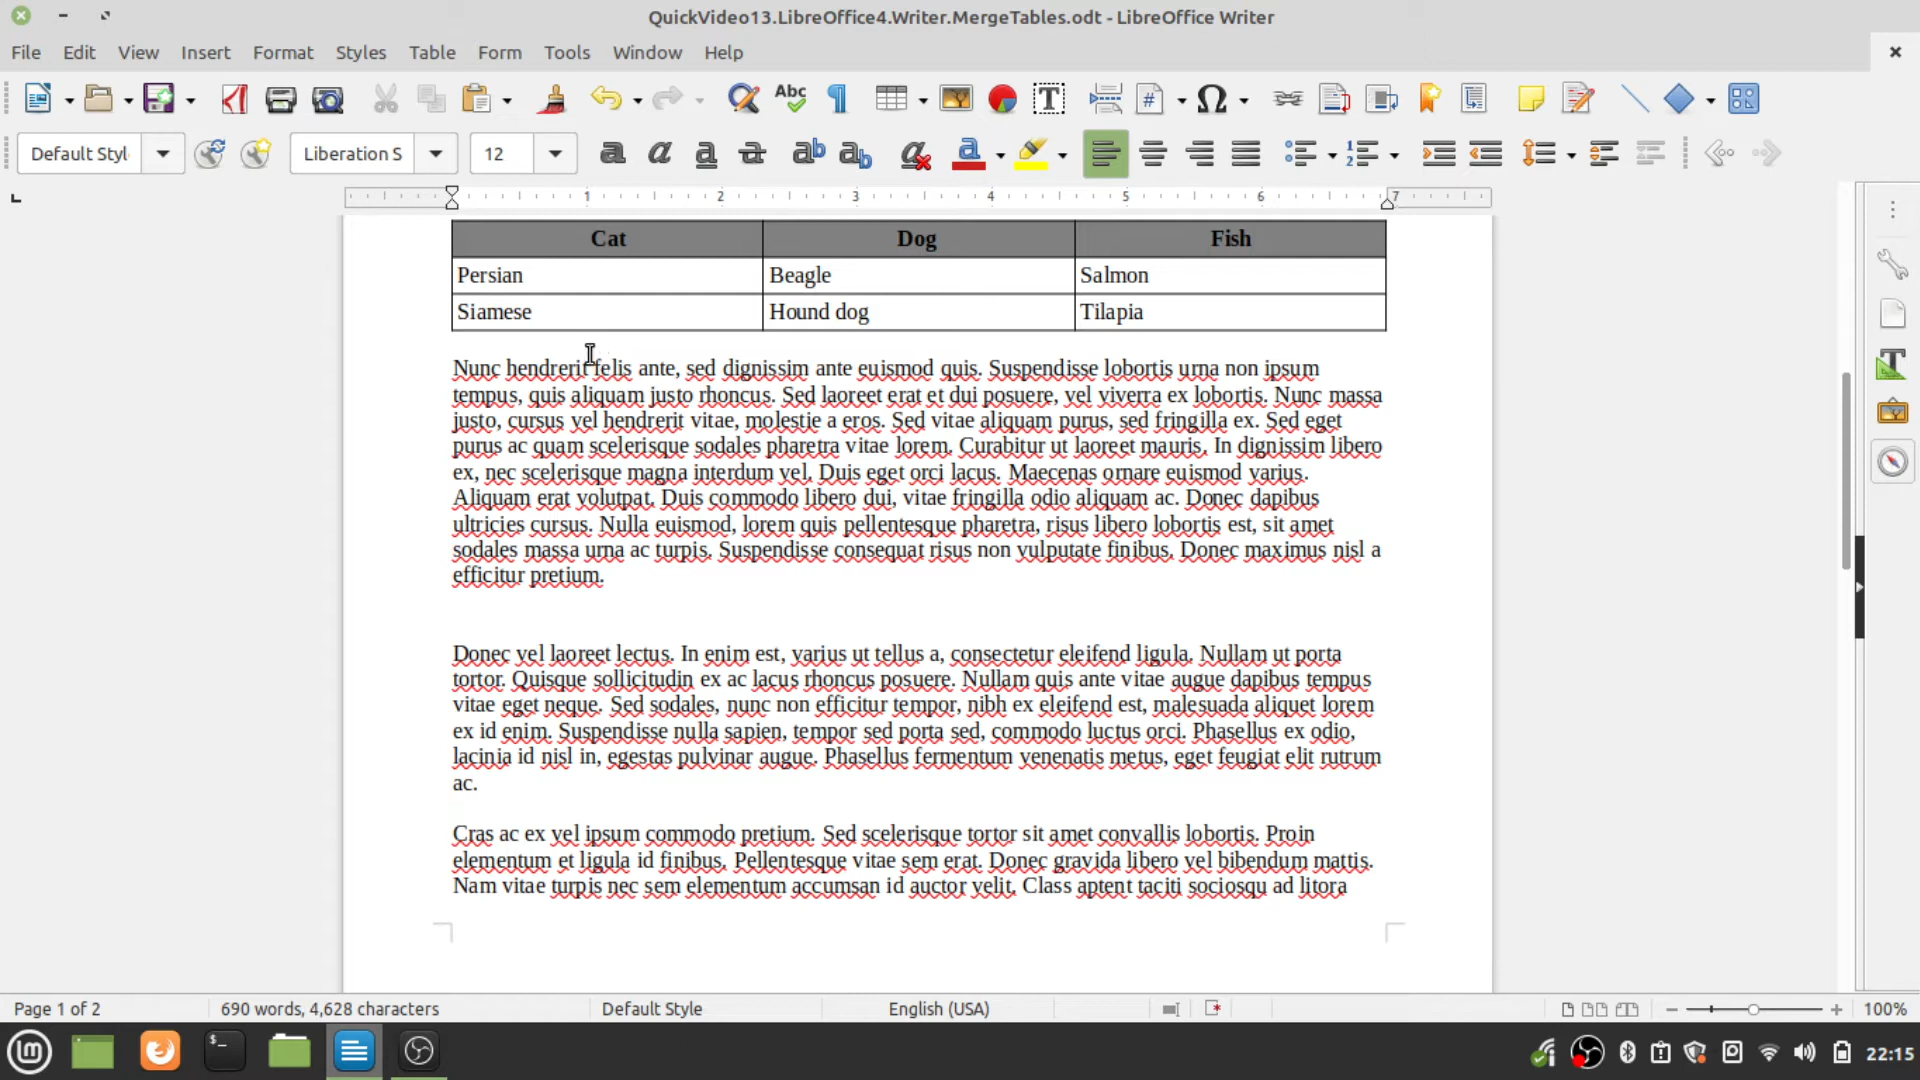 QuickVideo13.LibreOffice4.Writer.MergeTables.odt - LibreOffice Writer
File Edit View Insert Format Styles Table Form Tools Window Help
Default Styl Liberation S 12
1 2 3 4 5 6 7
Cat Dog Fish
Persian Beagle Salmon
Siamese Hound dog Tilapia
Nunc hendrerit felis ante, sed dignissim ante euismod quis. Suspendisse lobortis urna non ipsum
tempus, quis aliquam justo rhoncus. Sed laoreet erat et dui posuere, vel viverra ex lobortis. Nunc massa
justo, cursus vel hendrerit vitae, molestie a eros. Sed vitae aliquam purus, sed fringilla ex. Sed eget
purus ac quam scelerisque sodales pharetra vitae lorem. Curabitur ut laoreet mauris. In dignissim libero
ex, nec scelerisque magna interdum vel. Duis eget orci lacus. Maecenas ornare euismod varius.
Aliquam erat volutpat. Duis commodo libero dui, vitae fringilla odio aliquam ac. Donec dapibus
ultricies cursus. Nulla euismod, lorem quis pellentesque pharetra, risus libero lobortis est, sit amet
sodales massa urna ac turpis. Suspendisse consequat risus non vulputate finibus. Donec maximus nisl a
efficitur pretium.
Donec vel laoreet lectus. In enim est, varius ut tellus a, consectetur eleifend ligula. Nullam ut porta
tortor. Quisque sollicitudin ex ac lacus rhoncus posuere. Nullam quis ante vitae augue dapibus tempus
vitae eget neque. Sed sodales, nunc non efficitur tempor, nibh ex eleifend est, malesuada aliquet lorem
ex id enim. Suspendisse nulla sapien, tempor sed porta sed, commodo luctus orci. Phasellus ex odio,
lacinia id nisl in, egestas pulvinar augue. Phasellus fermentum venenatis metus, eget feugiat elit rutrum
ac.
Cras ac ex vel ipsum commodo pretium. Sed scelerisque tortor sit amet convallis lobortis. Proin
elementum et ligula id finibus. Pellentesque vitae sem erat. Donec gravida libero vel bibendum mattis.
Nam vitae turpis nec sem elementum accumsan id auctor velit. Class aptent taciti sociosqu ad litora
Page 1 of 2 690 words, 4,628 characters Default Style English (USA) 100%
22:15